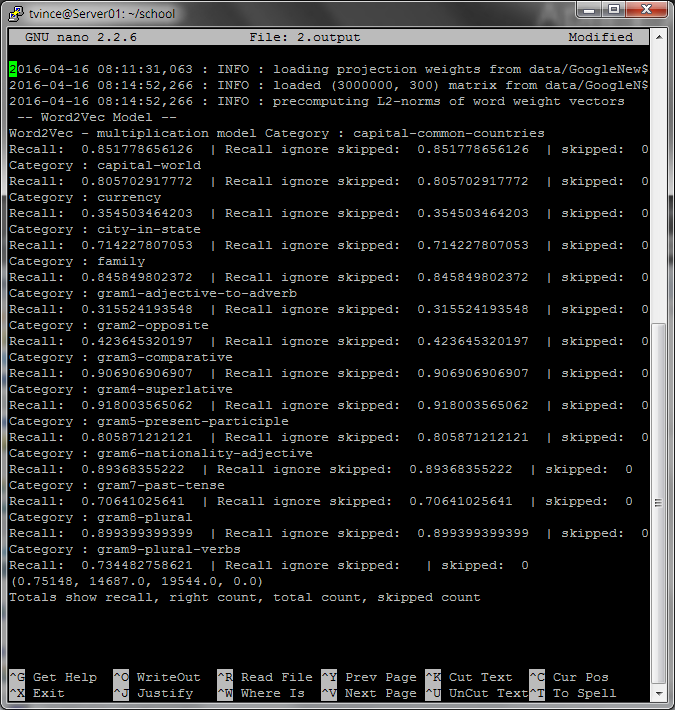 tvince@Server01: ~/school
GNU nano 2.2.6 File: 2.output Modified
2016-04-16 08:11:31,063 : INFO : loading projection weights from data/GoogleNew$
2016-04-16 08:14:52,266 : INFO : loaded (3000000, 300) matrix from data/GoogleN$
2016-04-16 08:14:52,266 : INFO : precomputing L2-norms of word weight vectors
-- Word2Vec Model --
Word2Vec - multiplication model Category : capital-common-countries
Recall: 0.851778656126 | Recall ignore skipped: 0.851778656126 | skipped: 0
Category : capital-world
Recall: 0.805702917772 | Recall ignore skipped: 0.805702917772 | skipped: 0
Category : currency
Recall: 0.354503464203 | Recall ignore skipped: 0.354503464203 | skipped: 0
Category : city-in-state
Recall: 0.714227807053 | Recall ignore skipped: 0.714227807053 | skipped: 0
Category : family
Recall: 0.845849802372 | Recall ignore skipped: 0.845849802372 | skipped: 0
Category : gram1-adjective-to-adverb
Recall: 0.315524193548 | Recall ignore skipped: 0.315524193548 | skipped: 0
Category : gram2-opposite
Recall: 0.423645320197 | Recall ignore skipped: 0.423645320197 | skipped: 0
Category : gram3-comparative
Recall: 0.906906906907 | Recall ignore skipped: 0.906906906907 | skipped: 0
Category : gram4-superlative
Recall: 0.918003565062 | Recall ignore skipped: 0.918003565062 | skipped: 0
Category : gram5-present-participle
Recall: 0.805871212121 | Recall ignore skipped: 0.805871212121 | skipped: 0
Category : gram6-nationality-adjective
Recall: 0.89368355222 | Recall ignore skipped: 0.89368355222 | skipped: 0
Category : gram7-past-tense
Recall: 0.70641025641 | Recall ignore skipped: 0.70641025641 | skipped: 0
Category : gram8-plural
Recall: 0.899399399399 | Recall ignore skipped: 0.899399399399 | skipped: 0
Category : gram9-plural-verbs
Recall: 0.734482758621 | Recall ignore skipped: | skipped: 0
(0.75148, 14687.0, 19544.0, 0.0)
Totals show recall, right count, total count, skipped count
^G Get Help ^O WriteOut ^R Read File ^Y Prev Page ^K Cut Text ^C Cur Pos
^X Exit ^J Justify ^W Where Is ^V Next Page ^U UnCut Text ^T To Spell